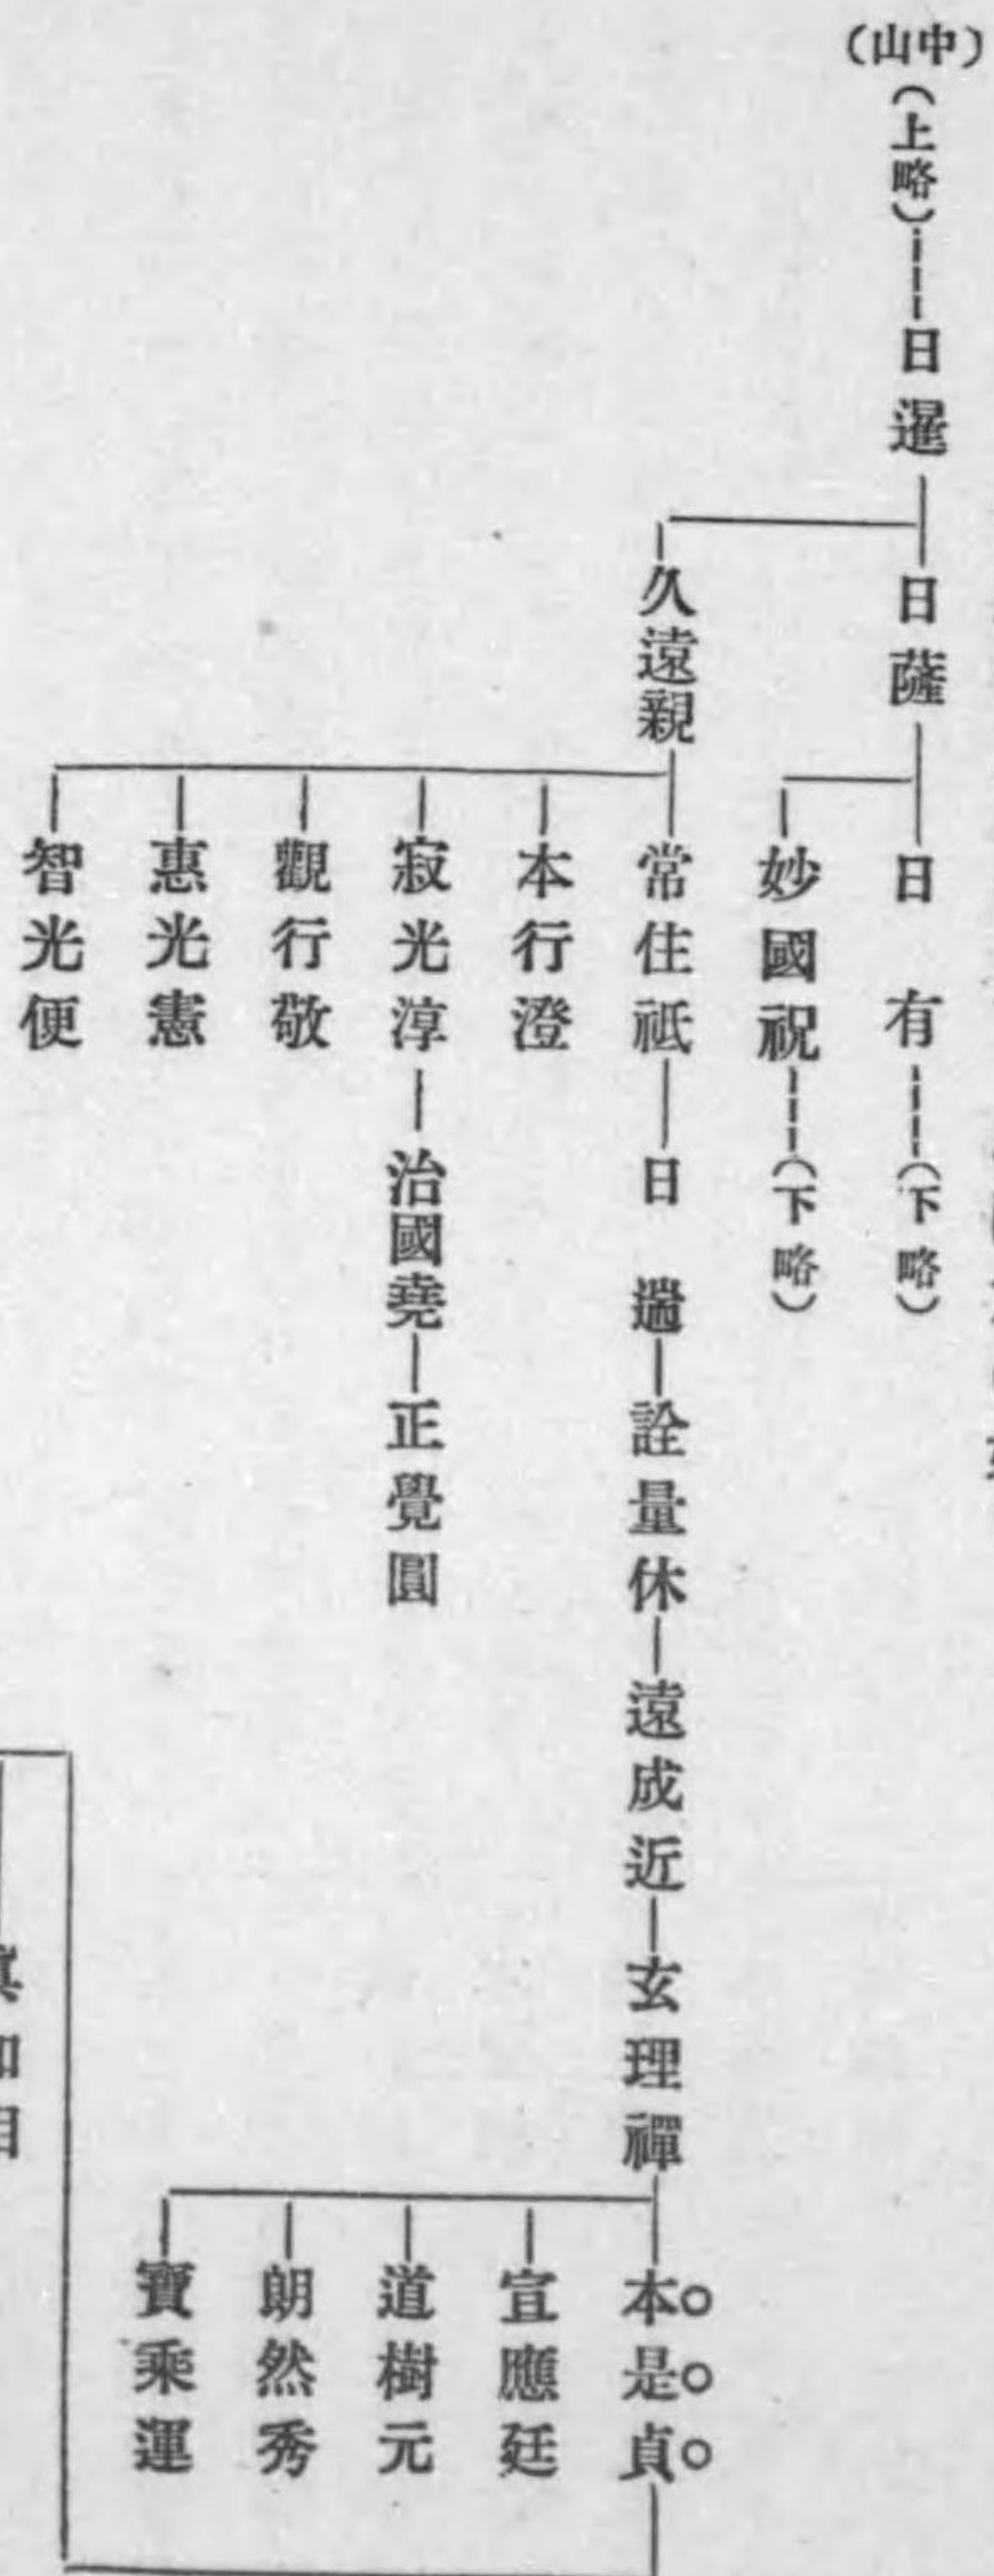 （中山）
（上略）日暹
日薩
日有（下略）
妙國祝（下略）
久遠親
常住祇
日遄
詮量休
遠成近
玄理禪
本是貞
宣應廷
道樹元
朗然秀
寶乘運
本行澄
寂光淳
治國堯
正覺圓
觀行敬
惠光憲
智光便